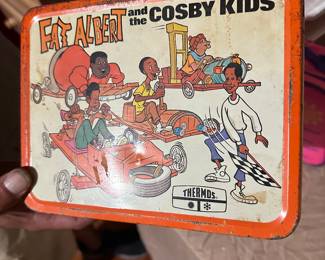 FAT ALBERT and the COSBY KIDS
THERMOS®